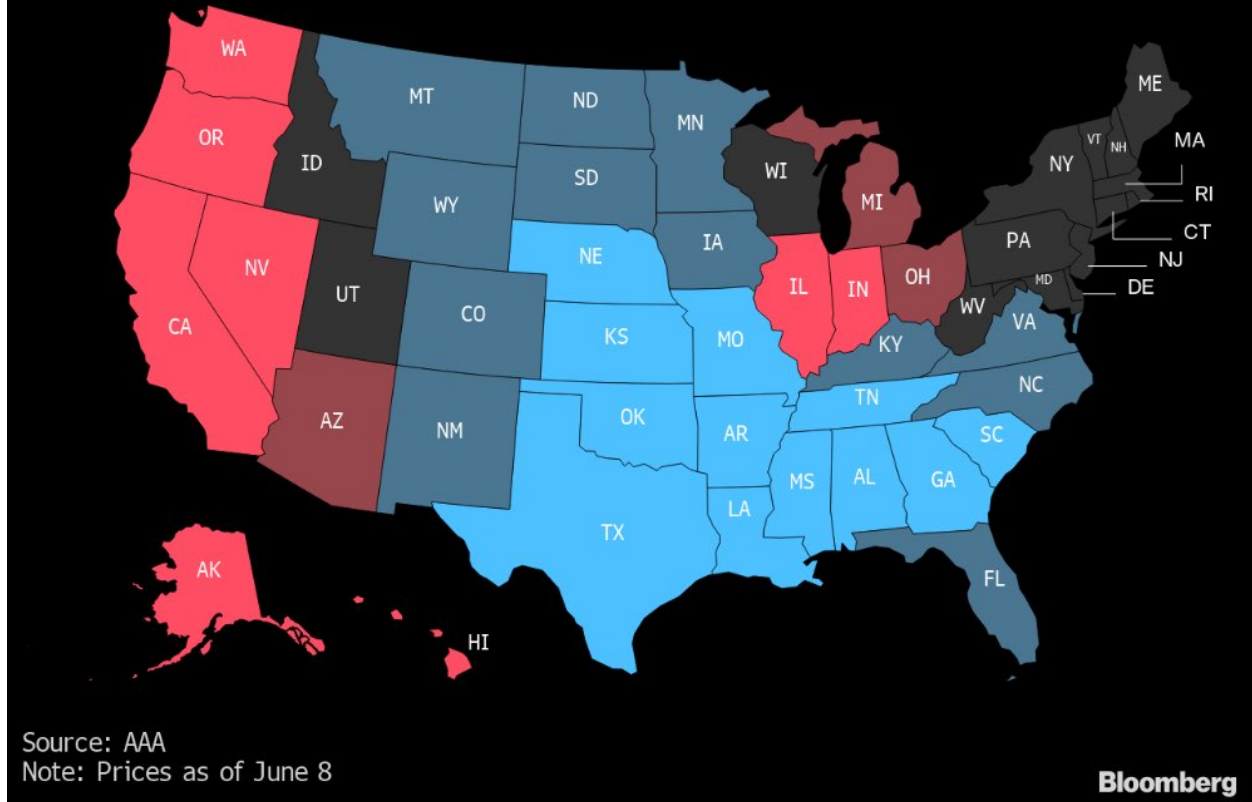 WA
MT
ND
MN
ME
OR
ID
WI
VT
NH
MA
NY
SD
WY
MI
RI
IA
CT
PA
NE
NV
NJ
OH
MD
DE
IL
IN
UT
WV
CO
VA
CA
KS
MO
KY
NC
TN
AZ
NM
OK
AR
SC
MS
AL
GA
LA
TX
AK
FL
HI
Source: AAA
Note: Prices as of June 8
Bloomberg